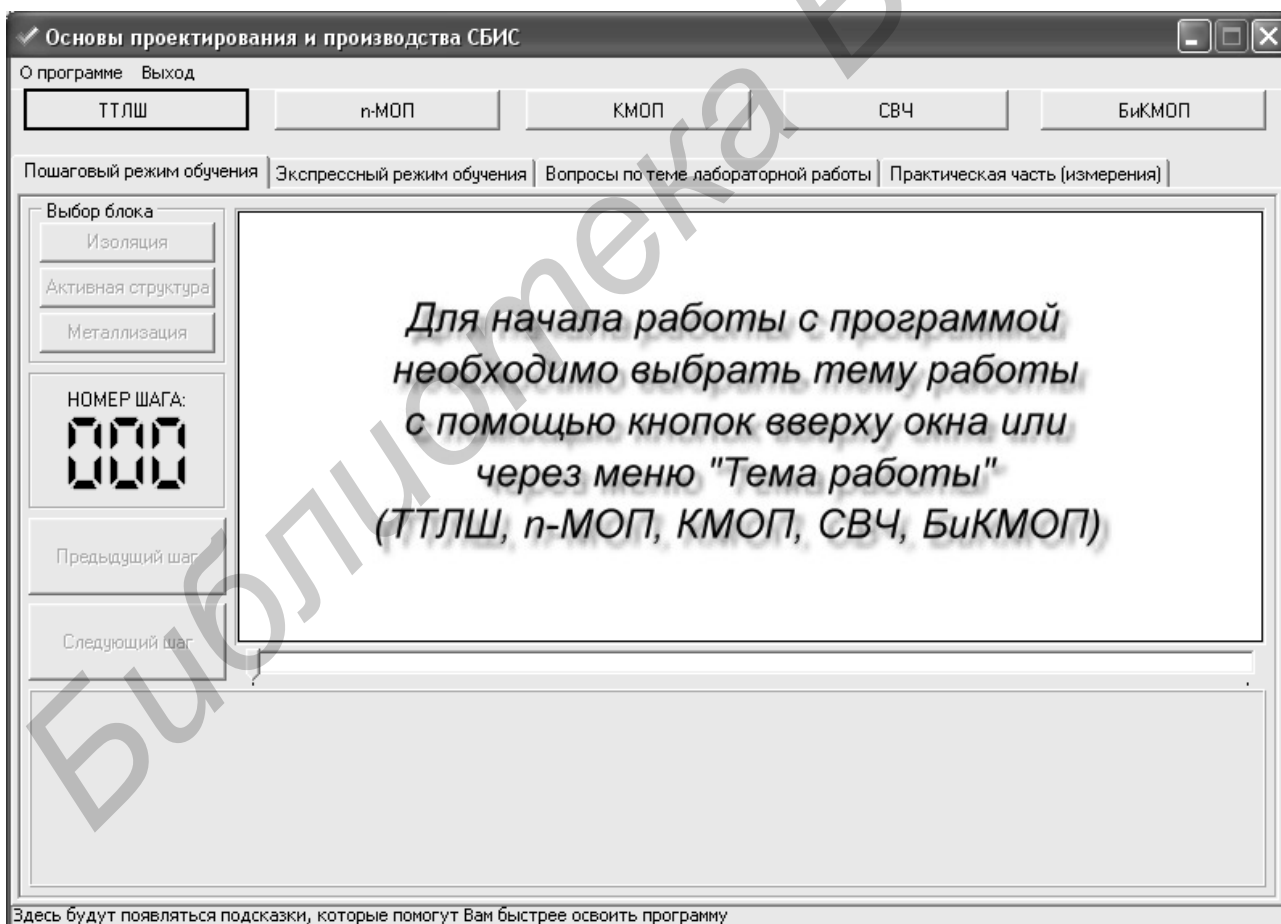 Основы проектирования и производства СБИС
О программе Выход
ТТЛШ n-МОП КМОП СВЧ БиКМОП
Пошаговый режим обучения Экспрессный режим обучения Вопросы по теме лабораторной работы Практическая часть (измерения)
Выбор блока
Изоляция
Активная структура
Металлизация
НОМЕР ШАГА:
000
Предыдущий шаг
Следующий шаг
Для начала работы с программой
необходимо выбрать тему работы
с помощью кнопок вверху окна или
через меню "Тема работы"
(ТТЛШ, n-МОП, КМОП, СВЧ, БиКМОП)
Здесь будут появляться подсказки, которые помогут Вам быстрее освоить программу
Библиотека